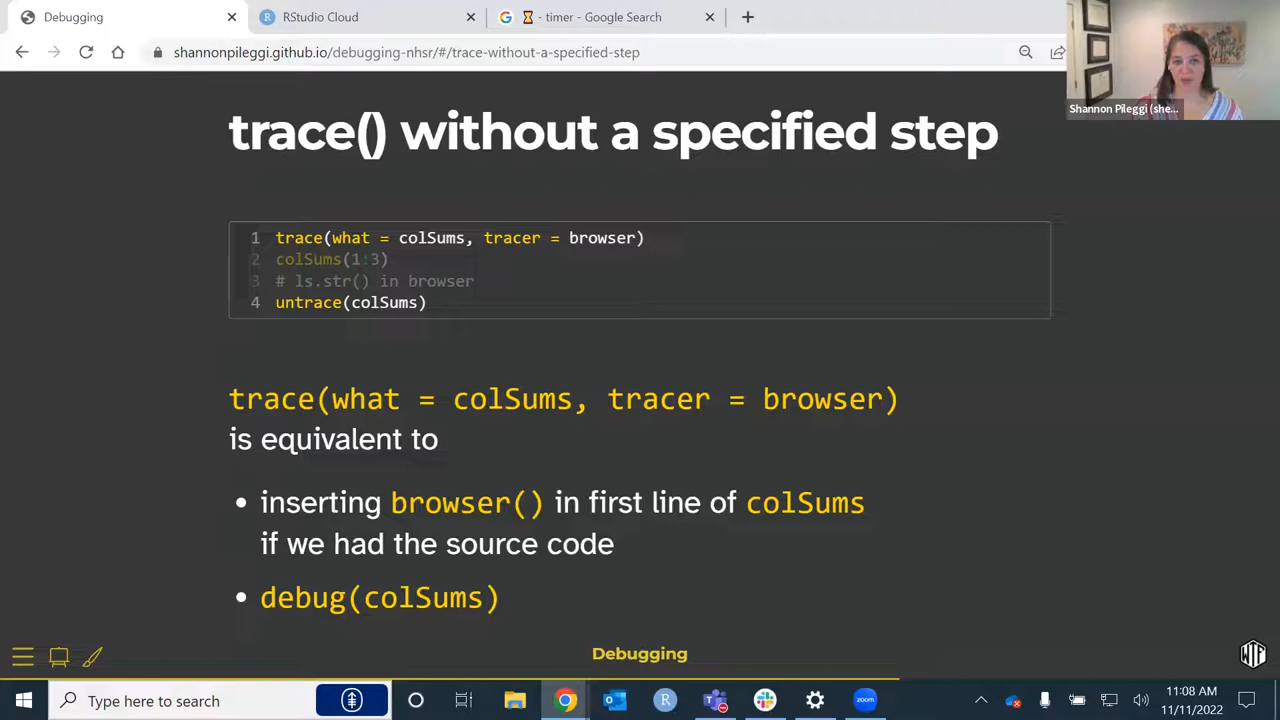 Debugging
RStudio Cloud
- timer - Google Search
shannonpileggi.github.io/debugging-nhsr/#/trace-without-a-specified-step
Shannon Pileggi (she...
trace() without a specified step
1 trace(what = colSums, tracer = browser)
2 colSums(1:3)
3 # ls.str() in browser
4 untrace(colSums)
trace(what = colSums, tracer = browser)
is equivalent to
• inserting browser() in first line of colSums
if we had the source code
• debug(colSums)
Debugging
WTF
Type here to search
11:08 AM
11/11/2022